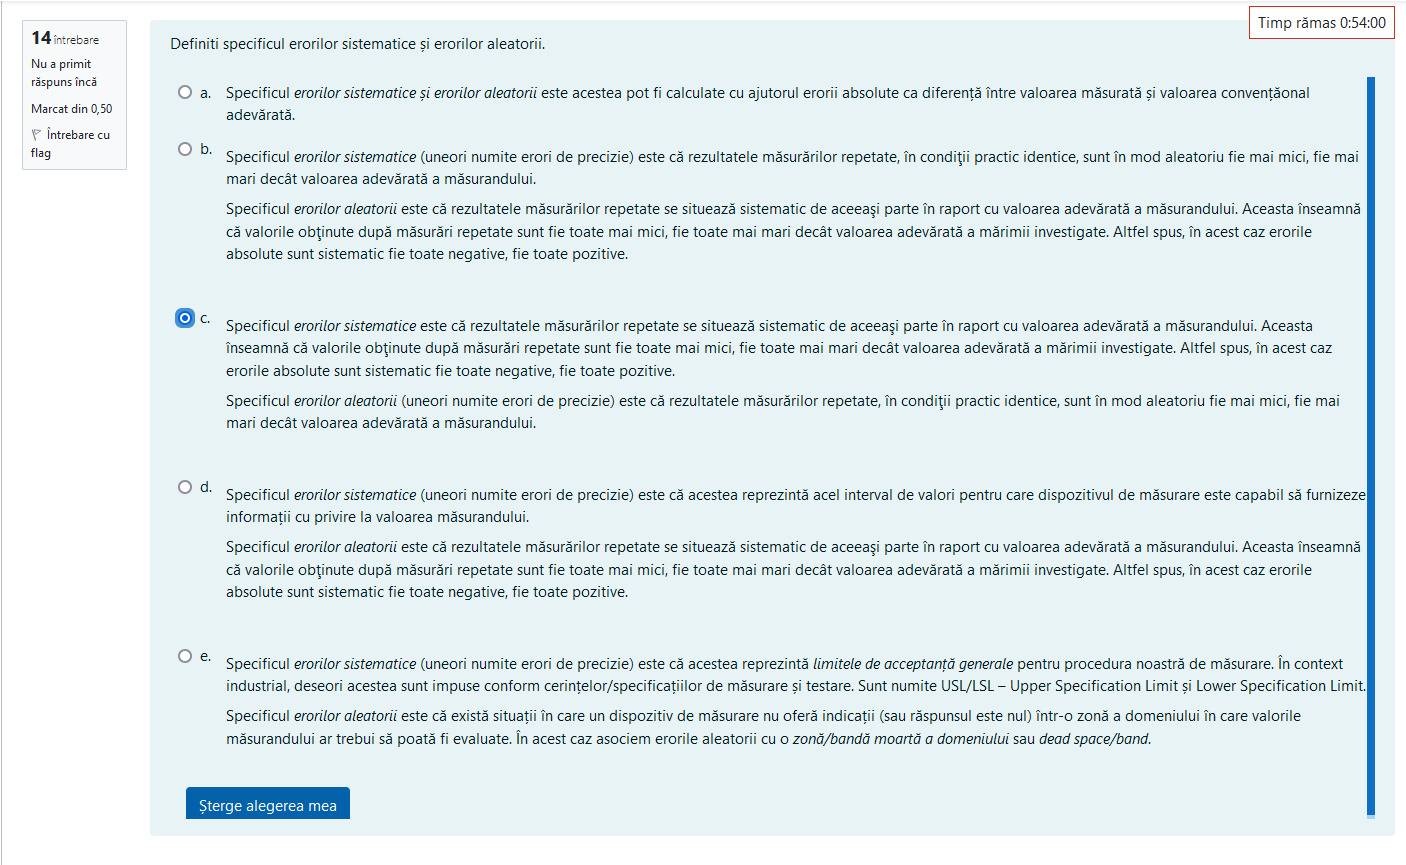 14 întrebare
Nu a primit
răspuns încă
Marcat din 0,50
Întrebare cu
flag
Timp rămas 0:54:00
Definiti specificul erorilor sistematice și erorilor aleatorii.
a. Specificul erorilor sistematice și erorilor aleatorii este acestea pot fi calculate cu ajutorul erorii absolute ca diferență între valoarea măsurată și valoarea convențăonal
adevărată.
b. Specificul erorilor sistematice (uneori numite erori de precizie) este că rezultatele măsurărilor repetate, în condiţii practic identice, sunt în mod aleatoriu fie mai mici, fie mai
mari decât valoarea adevărată a măsurandului.
Specificul erorilor aleatorii este că rezultatele măsurărilor repetate se situează sistematic de aceeaşi parte în raport cu valoarea adevărată a măsurandului. Aceasta înseamnă
că valorile obţinute după măsurări repetate sunt fie toate mai mici, fie toate mai mari decât valoarea adevărată a mărimii investigate. Altfel spus, în acest caz erorile
absolute sunt sistematic fie toate negative, fie toate pozitive.
c. Specificul erorilor sistematice este că rezultatele măsurărilor repetate se situează sistematic de aceeaşi parte în raport cu valoarea adevărată a măsurandului. Aceasta
înseamnă că valorile obţinute după măsurări repetate sunt fie toate mai mici, fie toate mai mari decât valoarea adevărată a mărimii investigate. Altfel spus, în acest caz
erorile absolute sunt sistematic fie toate negative, fie toate pozitive.
Specificul erorilor aleatorii (uneori numite erori de precizie) este că rezultatele măsurărilor repetate, în condiţii practic identice, sunt în mod aleatoriu fie mai mici, fie mai
mari decât valoarea adevărată a măsurandului.
d. Specificul erorilor sistematice (uneori numite erori de precizie) este că acestea reprezintă acel interval de valori pentru care dispozitivul de măsurare este capabil să furnizeze
informații cu privire la valoarea măsurandului.
Specificul erorilor aleatorii este că rezultatele măsurărilor repetate se situează sistematic de aceeaşi parte în raport cu valoarea adevărată a măsurandului. Aceasta înseamnă
că valorile obţinute după măsurări repetate sunt fie toate mai mici, fie toate mai mari decât valoarea adevărată a mărimii investigate. Altfel spus, în acest caz erorile
absolute sunt sistematic fie toate negative, fie toate pozitive.
e. Specificul erorilor sistematice (uneori numite erori de precizie) este că acestea reprezintă limitele de acceptanță generale pentru procedura noastră de măsurare. În context
industrial, deseori acestea sunt impuse conform cerințelor/specificațiilor de măsurare și testare. Sunt numite USL/LSL – Upper Specification Limit și Lower Specification Limit.
Specificul erorilor aleatorii este că există situații în care un dispozitiv de măsurare nu oferă indicații (sau răspunsul este nul) într-o zonă a domeniului în care valorile
măsurandului ar trebui să poată fi evaluate. În acest caz asociem erorile aleatorii cu o zonă/bandă moartă a domeniului sau dead space/band.
Șterge alegerea mea